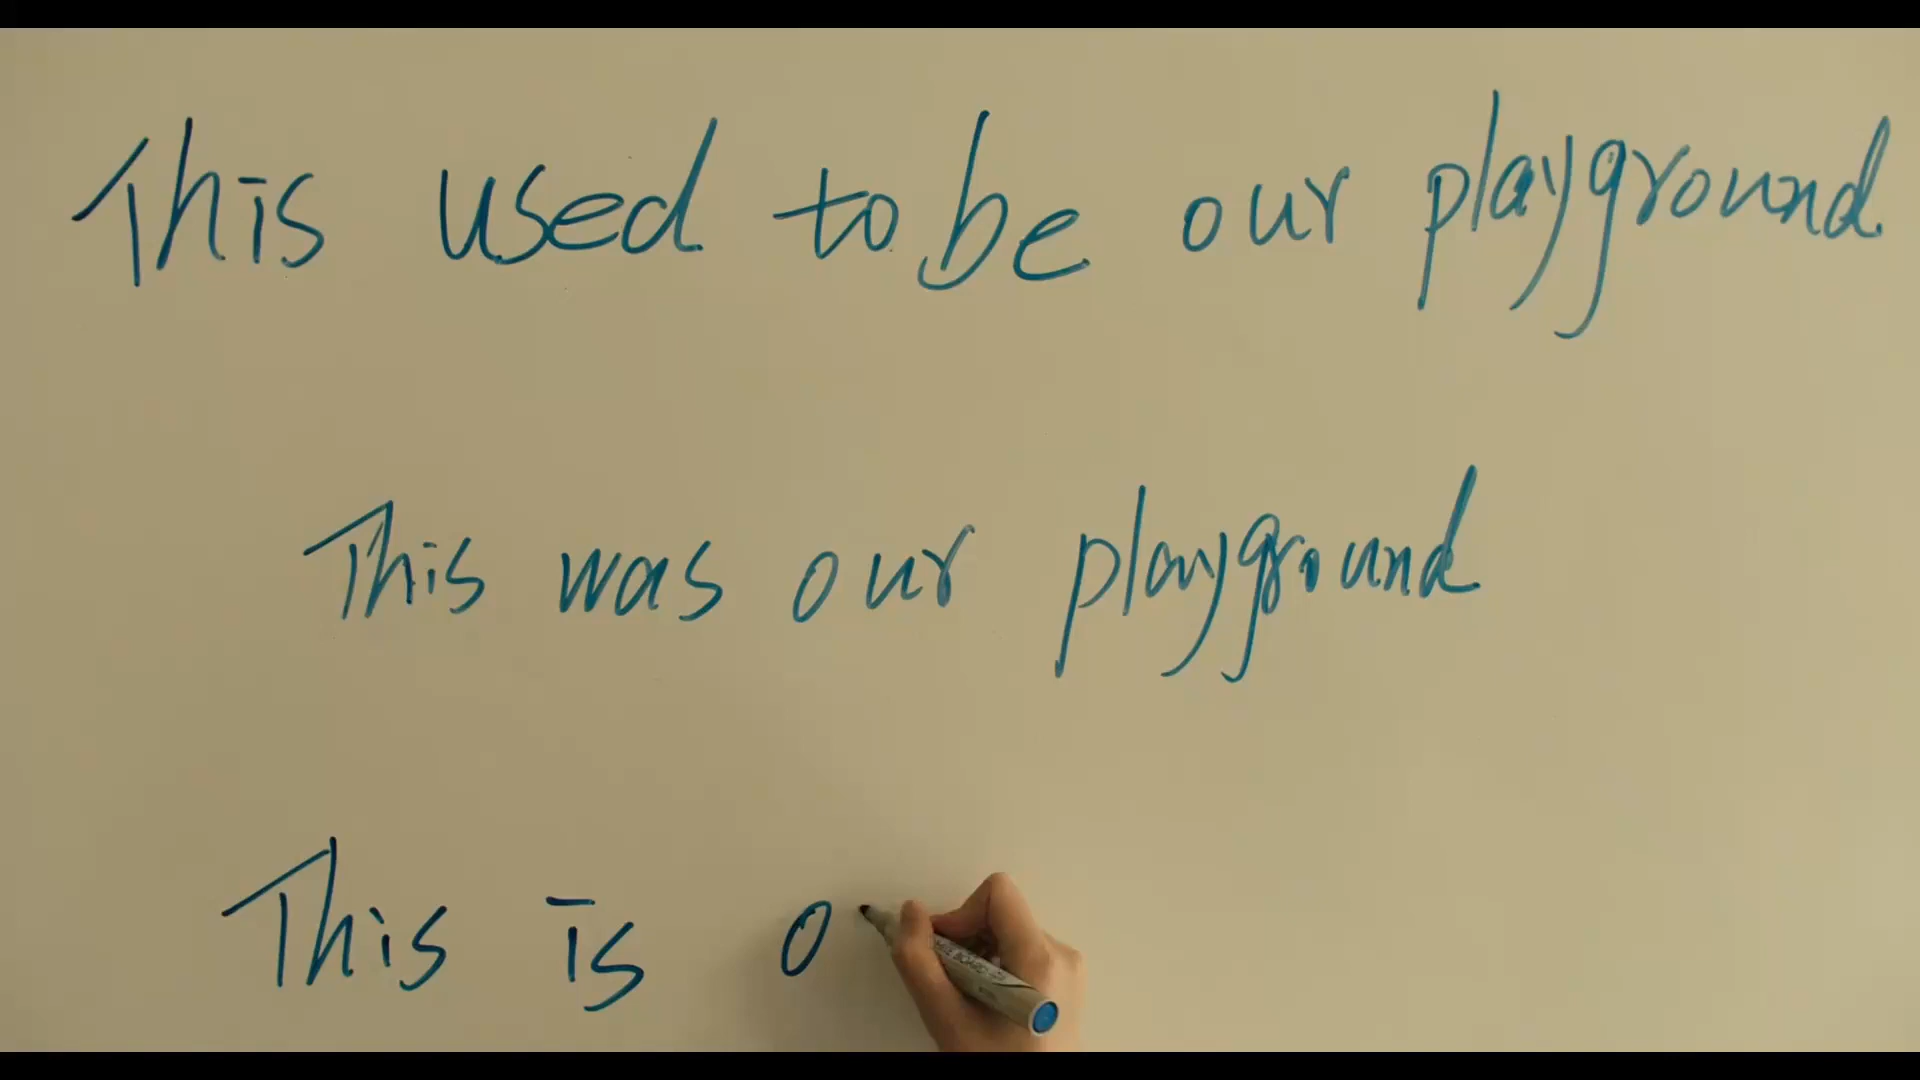 This used to be our playground
This was our playground
This is o